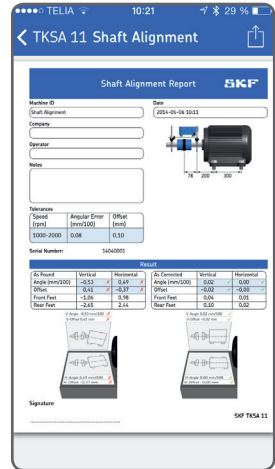 TELIA 10:21 29 %
TKSA 11 Shaft Alignment
Shaft Alignment Report SKF
Machine ID Date
Shaft Alignment 2014-05-06 10:11
Company
Operator
Notes
78 200 300
Tolerances
Speed (rpm) Angular Error (mm/100) Offset (mm)
1000-2000 0,08 0,10
Serial Number: 14040001
Result
As Found Vertical Horizontal As Corrected Vertical Horizontal
Angle (mm/100) -0,53 ✗ 0,49 ✗ Angle (mm/100) 0,02 ✓ 0,00 ✓
Offset 0,41 ✗ -0,37 ✗ Offset -0,02 ✓ -0,00 ✓
Front Feet -1,06 0,98 Front Feet 0,04 0,01
Rear Feet -2,65 2,44 Rear Feet 0,10 0,02
Signature
SKF TKSA 11